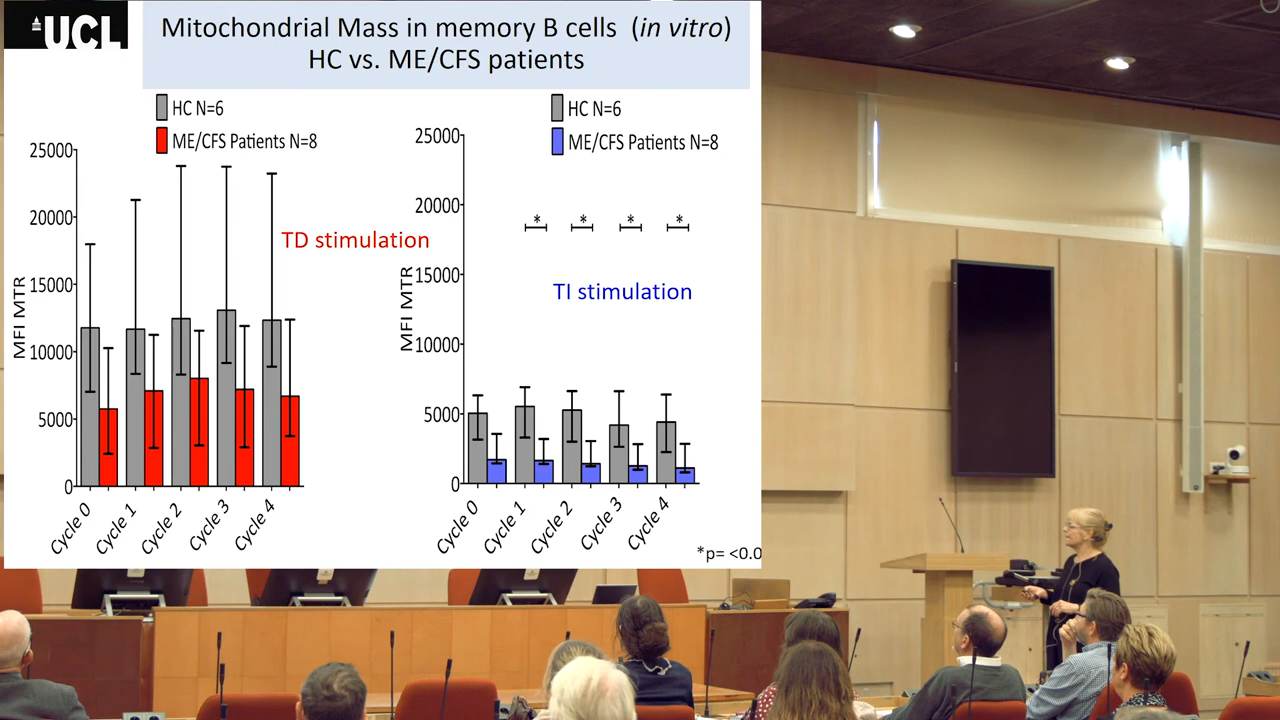 UCL
Mitochondrial Mass in memory B cells (in vitro)
HC vs. ME/CFS patients
HC N=6
ME/CFS Patients N=8
25000
20000
15000
10000
5000
0
MFI MTR
TD stimulation
Cycle 0
Cycle 1
Cycle 2
Cycle 3
Cycle 4
HC N=6
ME/CFS Patients N=8
25000
20000
15000
10000
5000
0
MFI MTR
* * * *
TI stimulation
Cycle 0
Cycle 1
Cycle 2
Cycle 3
Cycle 4
*p= <0.0